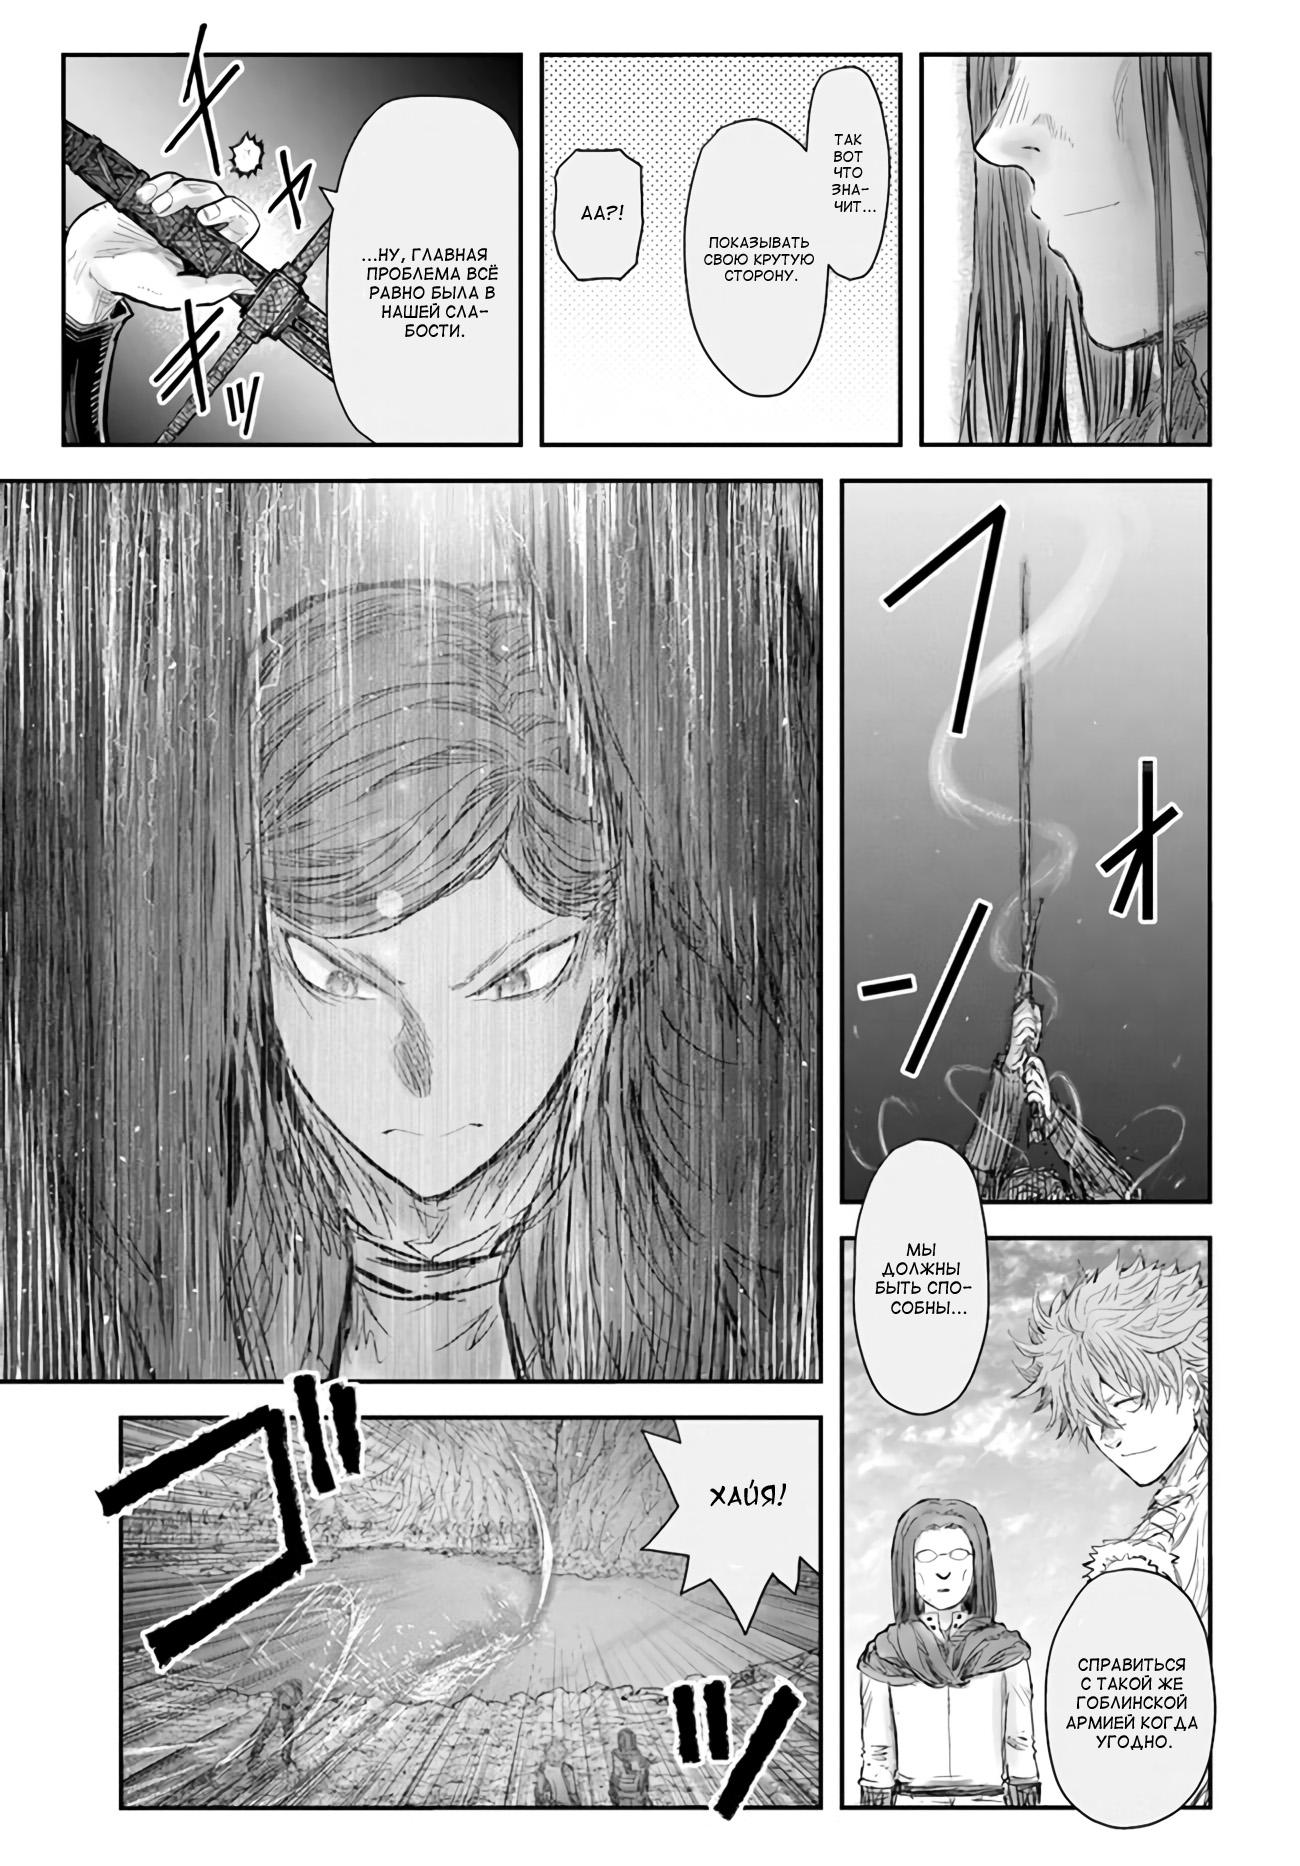 ТАК
ВОТ
ЧТО
ЗНА-
ЧИТ...
ПОКАЗЫВАТЬ
СВОЮ КРУТУЮ
СТОРОНУ.
АА?!
...НУ, ГЛАВНАЯ
ПРОБЛЕМА ВСЁ
РАВНО БЫЛА В
НАШЕЙ СЛА-
БОСТИ.
МЫ
ДОЛЖНЫ
БЫТЬ СПО-
СОБНЫ...
СПРАВИТЬСЯ
С ТАКОЙ ЖЕ
ГОБЛИНСКОЙ
АРМИЕЙ КОГДА
УГОДНО.
ХАЙЯ!